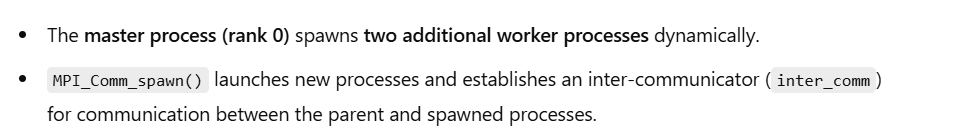 • The master process (rank 0) spawns two additional worker processes dynamically.
• MPI_Comm_spawn() launches new processes and establishes an inter-communicator ( inter_comm )
for communication between the parent and spawned processes.